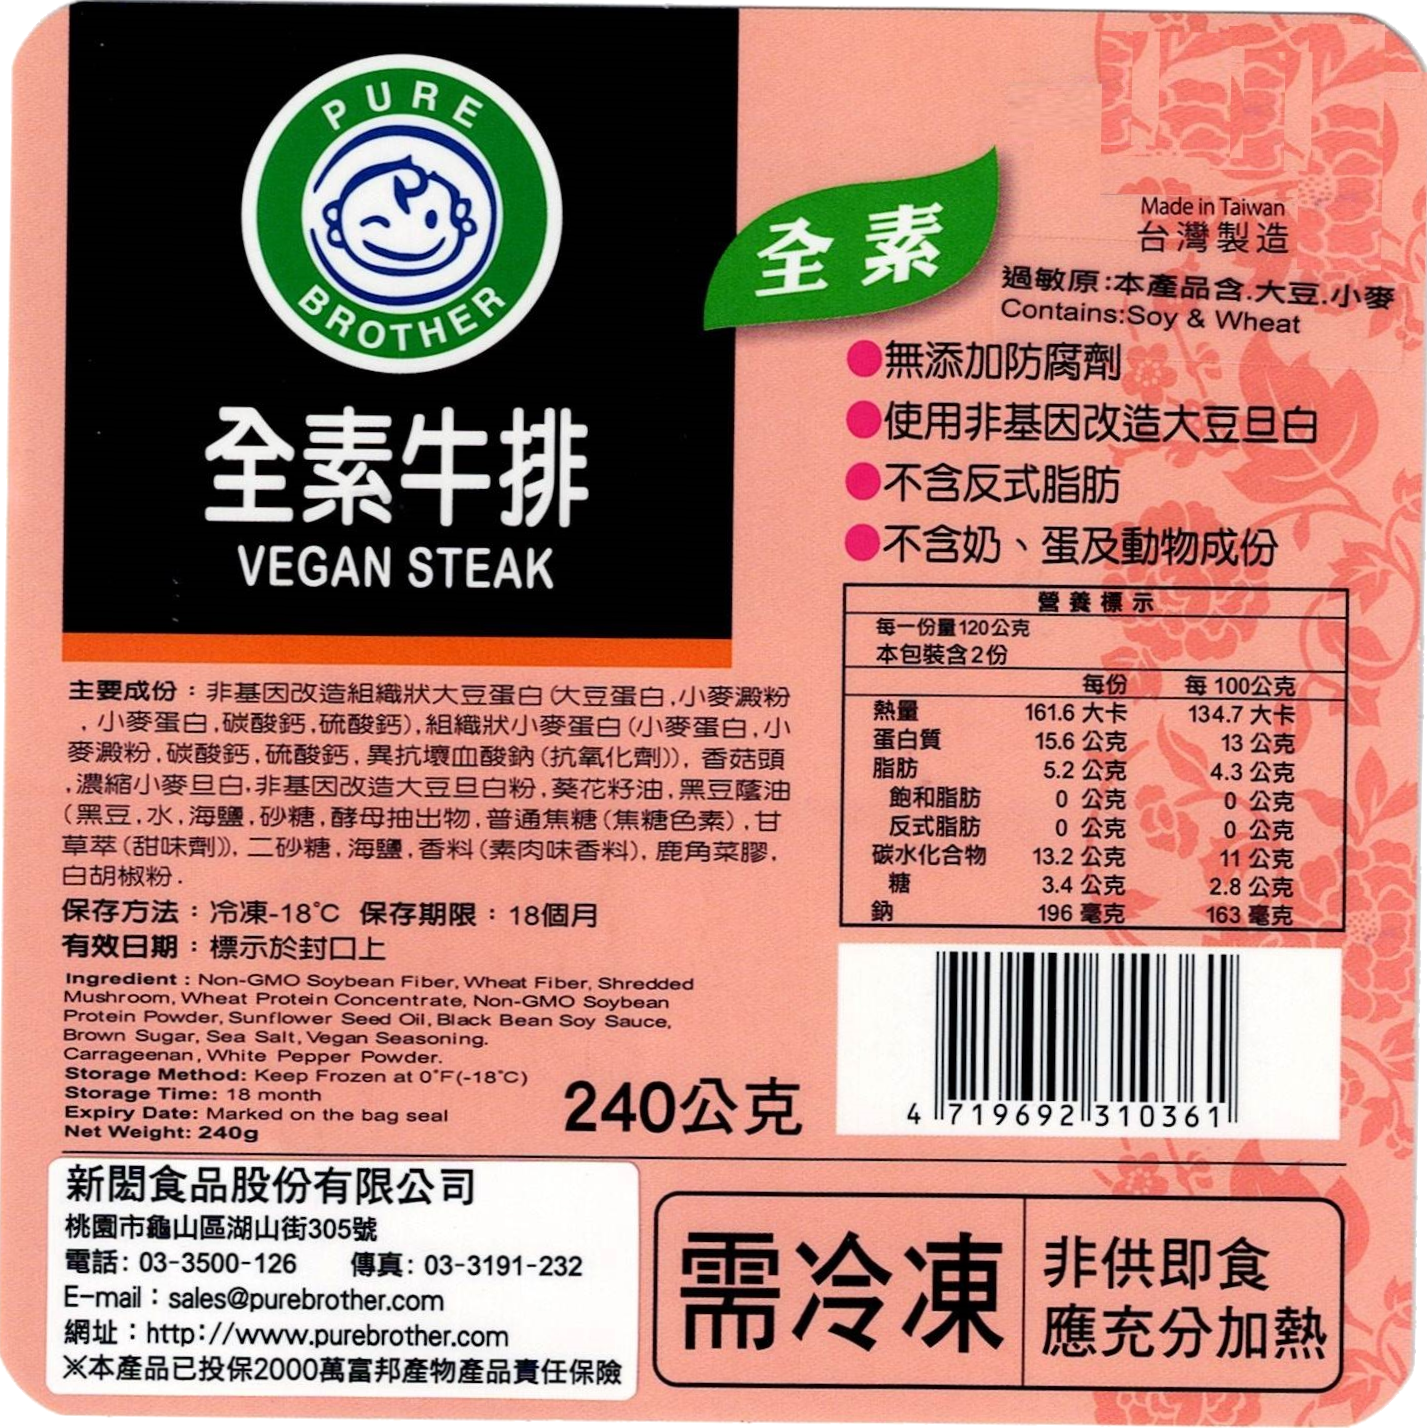 PURE
BROTHER
全素牛排
VEGAN STEAK
全素
Made in Taiwan
台灣製造
過敏原:本產品含.大豆.小麥
Contains:Soy & Wheat
●無添加防腐劑
●使用非基因改造大豆旦白
●不含反式脂肪
●不含奶、蛋及動物成份
營養標示
每一份量120公克
本包裝含2份
每份 每 100公克
熱量 161.6 大卡 134.7 大卡
蛋白質 15.6 公克 13 公克
脂肪 5.2 公克 4.3 公克
飽和脂肪 0 公克 0 公克
反式脂肪 0 公克 0 公克
碳水化合物 13.2 公克 11 公克
糖 3.4 公克 2.8 公克
鈉 196 毫克 163 毫克
主要成份：非基因改造組織狀大豆蛋白(大豆蛋白,小麥澱粉
,小麥蛋白,碳酸鈣,硫酸鈣),組織狀小麥蛋白(小麥蛋白,小
麥澱粉,碳酸鈣,硫酸鈣,異抗壞血酸鈉(抗氧化劑)),香菇頭
,濃縮小麥旦白,非基因改造大豆旦白粉,葵花籽油,黑豆蔭油
(黑豆,水,海鹽,砂糖,酵母抽出物,普通焦糖(焦糖色素),甘
草萃(甜味劑)),二砂糖,海鹽,香料(素肉味香料),鹿角菜膠,
白胡椒粉.
保存方法：冷凍-18°C 保存期限：18個月
有效日期：標示於封口上
Ingredient : Non-GMO Soybean Fiber, Wheat Fiber, Shredded
Mushroom, Wheat Protein Concentrate, Non-GMO Soybean
Protein Powder, Sunflower Seed Oil, Black Bean Soy Sauce,
Brown Sugar, Sea Salt, Vegan Seasoning.
Carrageenan, White Pepper Powder.
Storage Method: Keep Frozen at 0°F(-18°C)
Storage Time: 18 month
Expiry Date: Marked on the bag seal
Net Weight: 240g
240公克
4 719692 310361
新閎食品股份有限公司
桃園市龜山區湖山街305號
電話: 03-3500-126 傳真: 03-3191-232
E-mail：sales@purebrother.com
網址：http://www.purebrother.com
※本產品已投保2000萬富邦產物產品責任保險
需冷凍
非供即食
應充分加熱